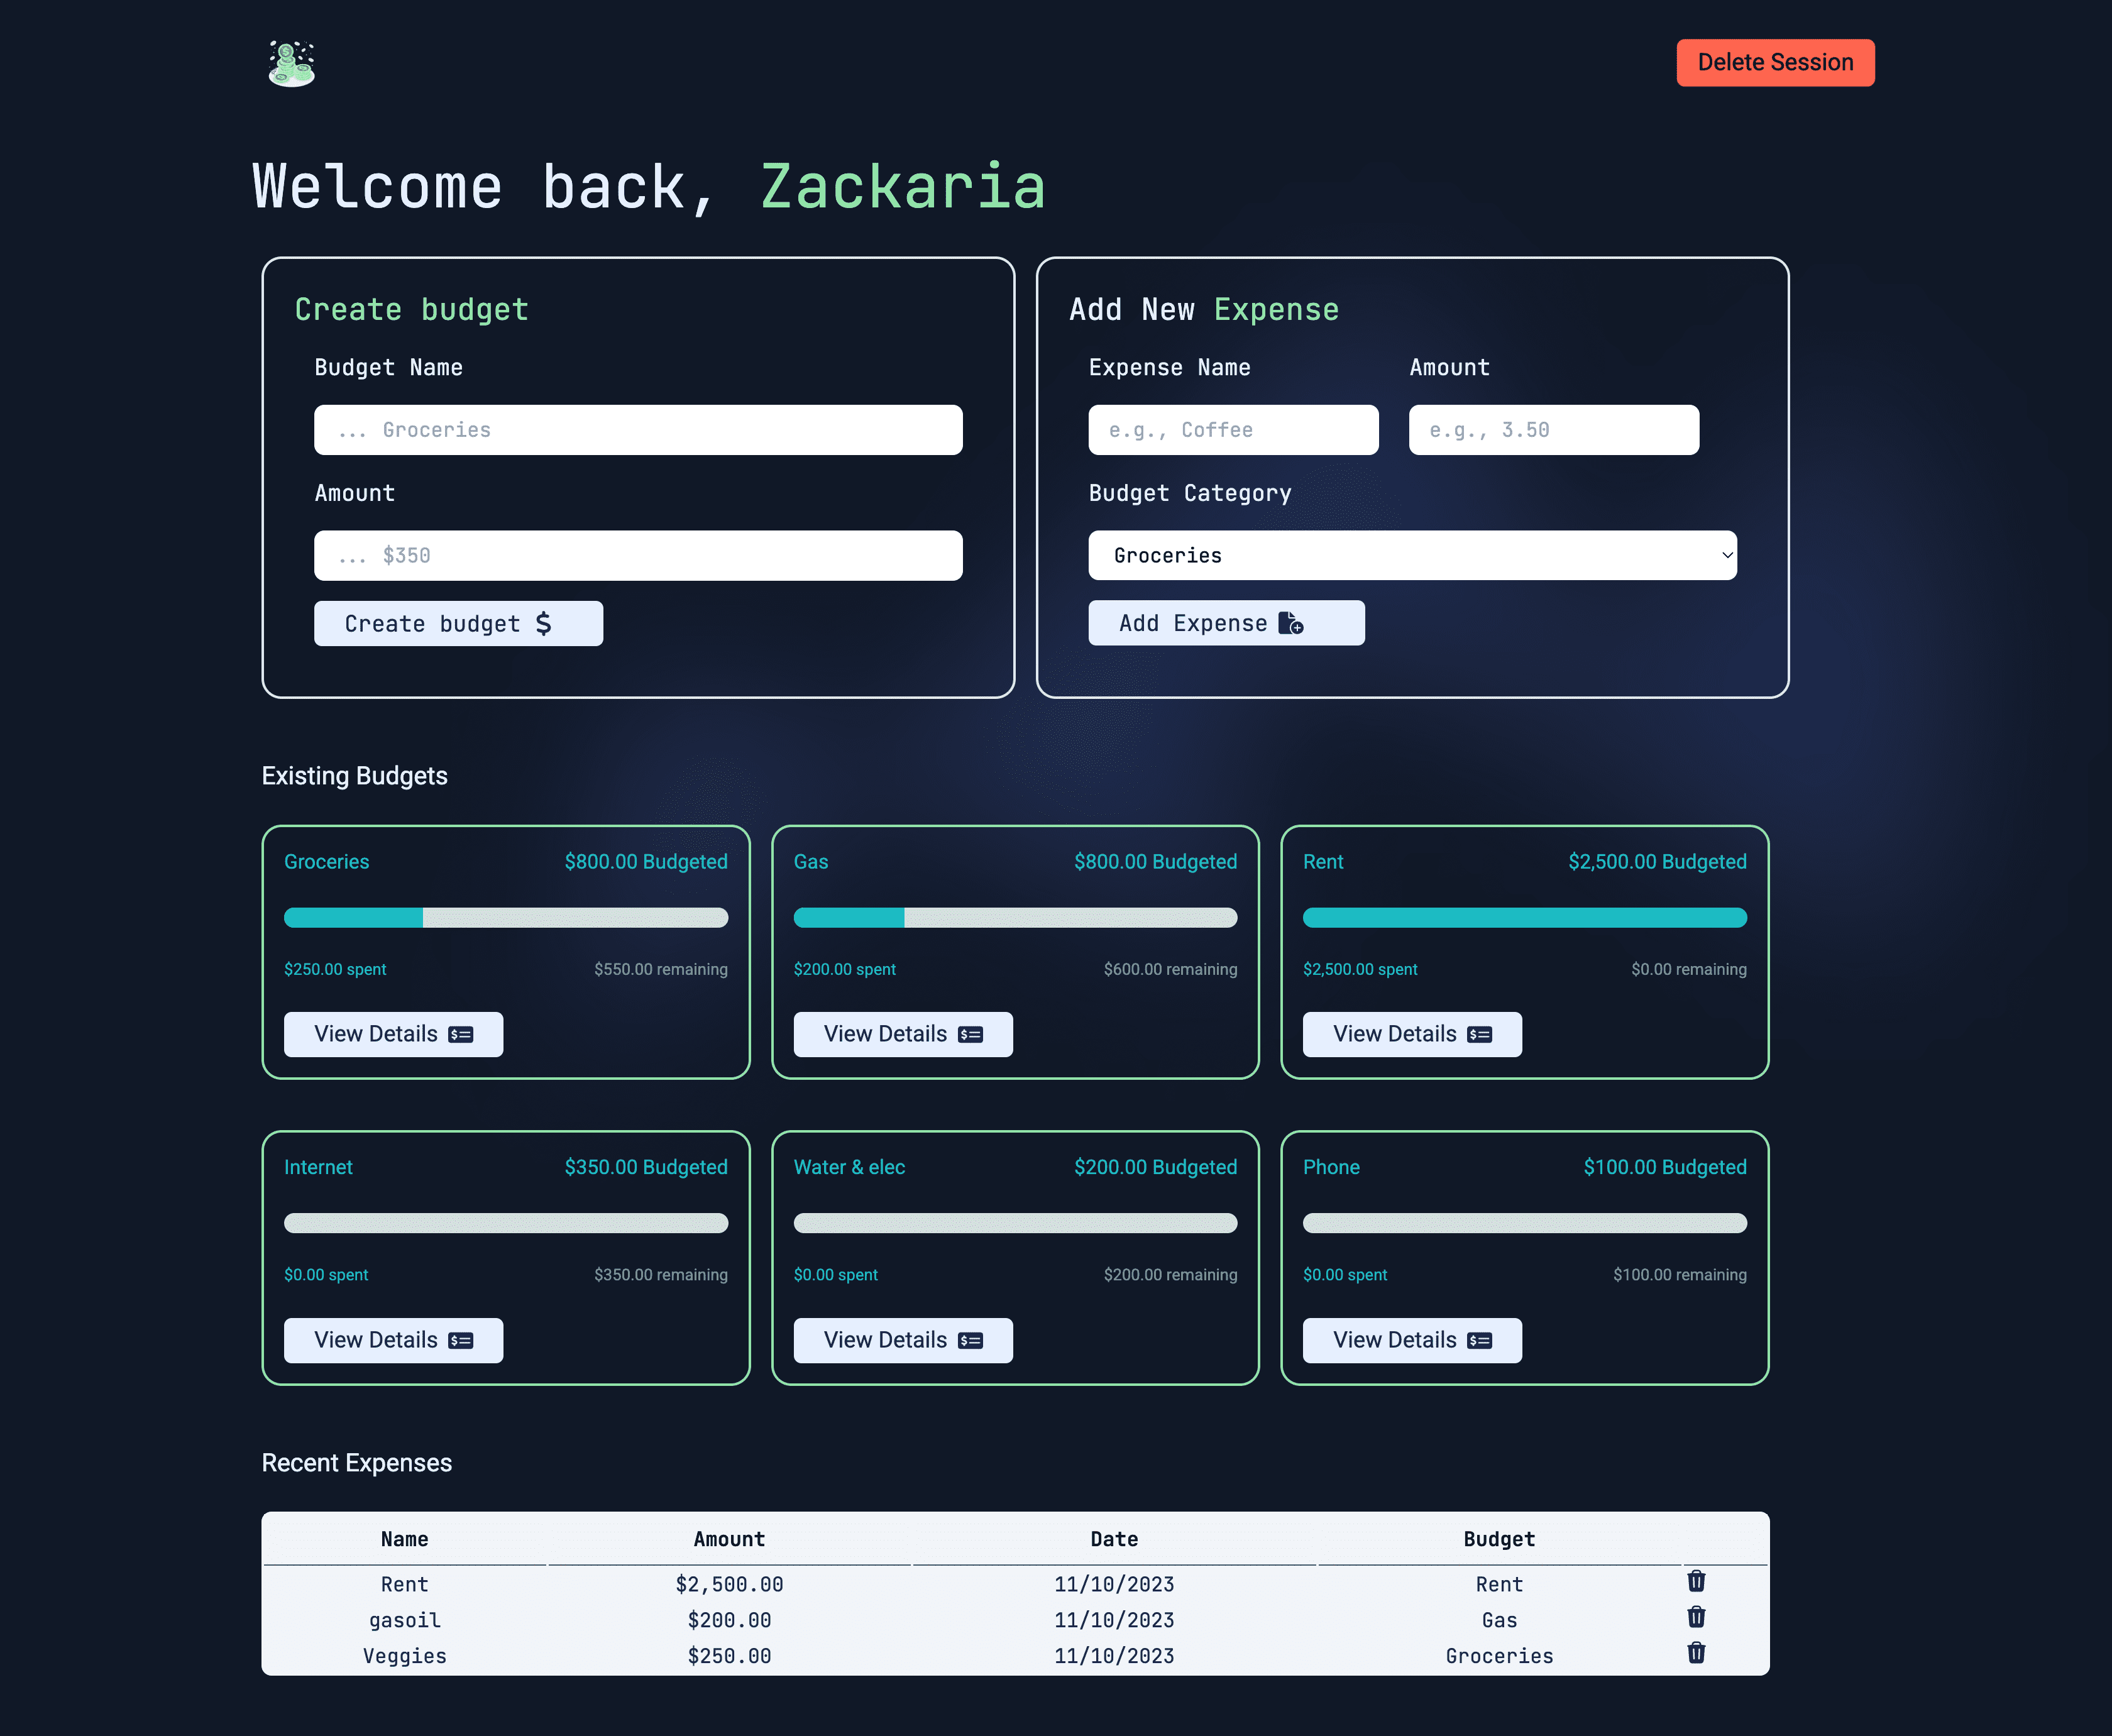 Delete Session
Welcome back, Zackaria
Create budget
Budget Name
... Groceries
Amount
... $350
Create budget $
Add New Expense
Expense Name Amount
e.g., Coffee e.g., 3.50
Budget Category
Groceries
Add Expense
Existing Budgets
Groceries $800.00 Budgeted
$250.00 spent $550.00 remaining
View Details
Gas $800.00 Budgeted
$200.00 spent $600.00 remaining
View Details
Rent $2,500.00 Budgeted
$2,500.00 spent $0.00 remaining
View Details
Internet $350.00 Budgeted
$0.00 spent $350.00 remaining
View Details
Water & elec $200.00 Budgeted
$0.00 spent $200.00 remaining
View Details
Phone $100.00 Budgeted
$0.00 spent $100.00 remaining
View Details
Recent Expenses
Name Amount Date Budget
Rent $2,500.00 11/10/2023 Rent
gasoil $200.00 11/10/2023 Gas
Veggies $250.00 11/10/2023 Groceries